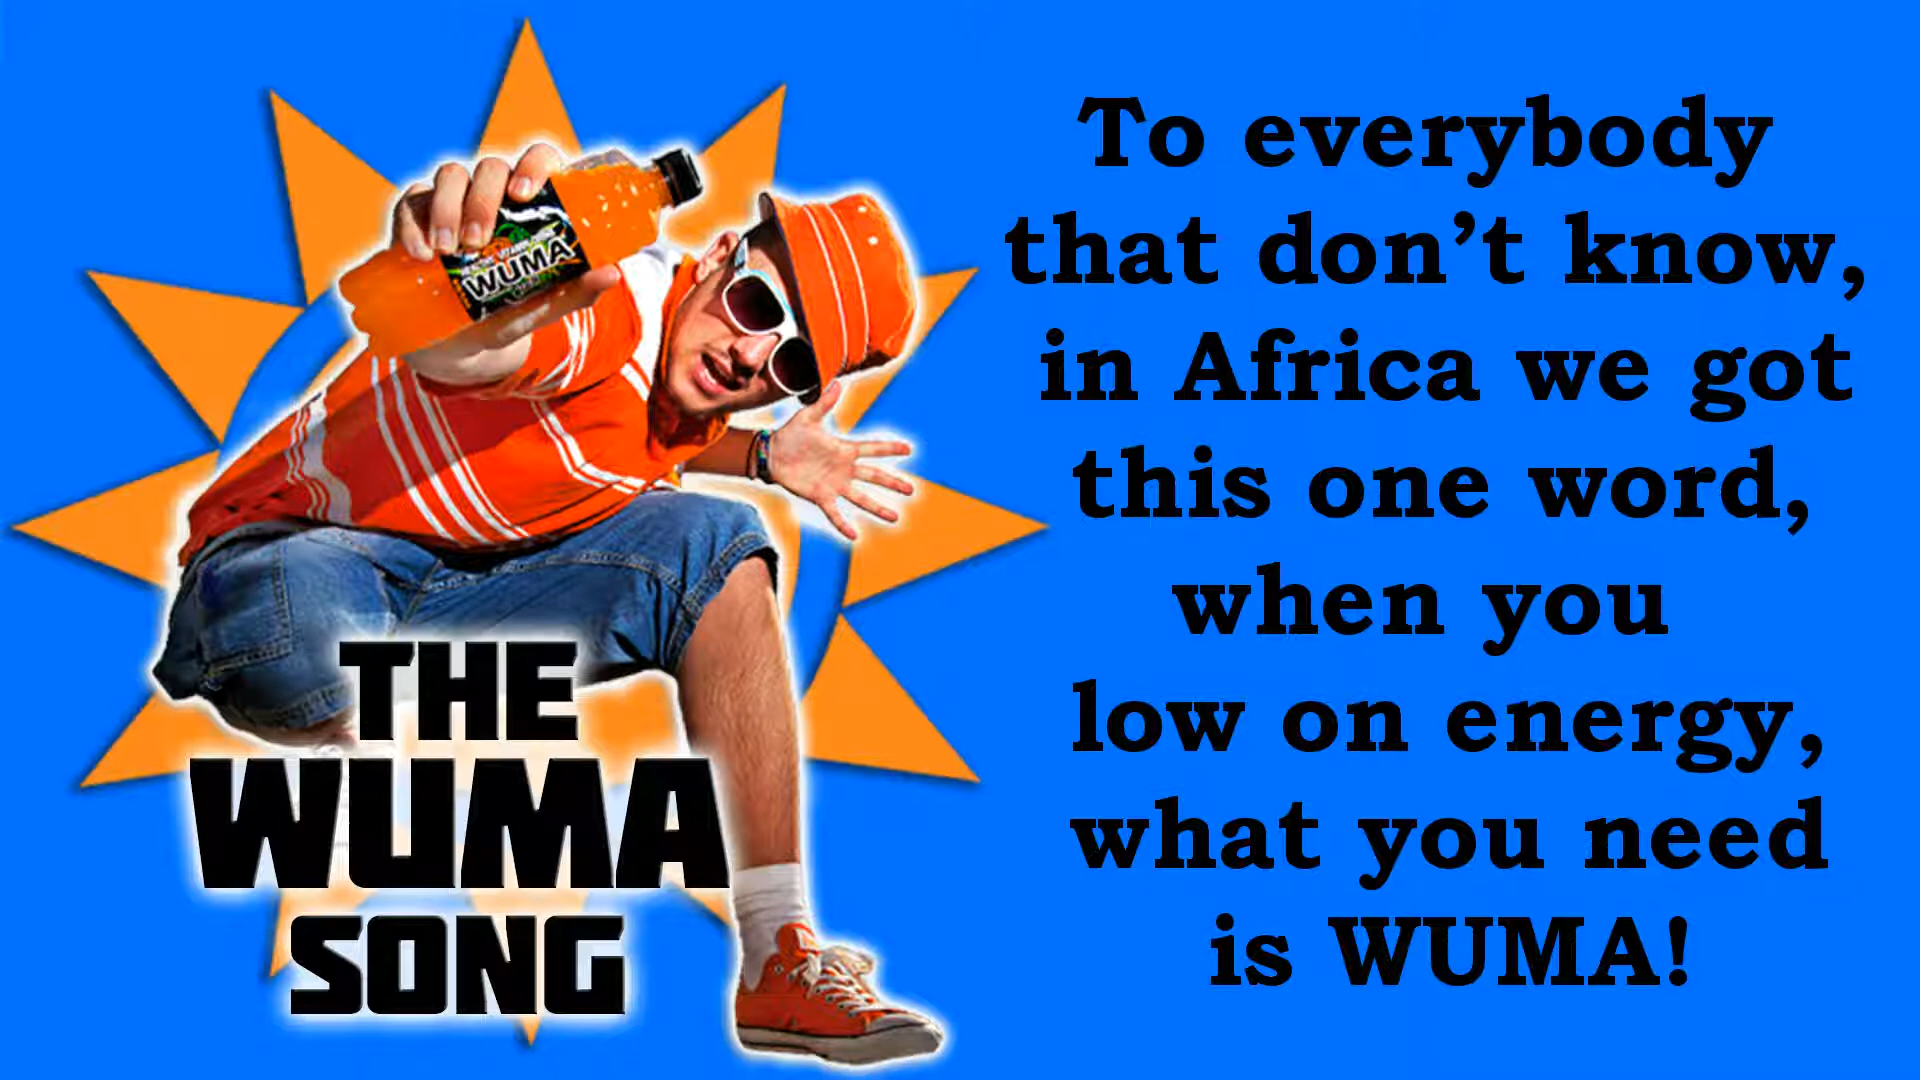 WUMA
THE
WUMA
SONG
To everybody
that don’t know,
in Africa we got
this one word,
when you
low on energy,
what you need
is WUMA!